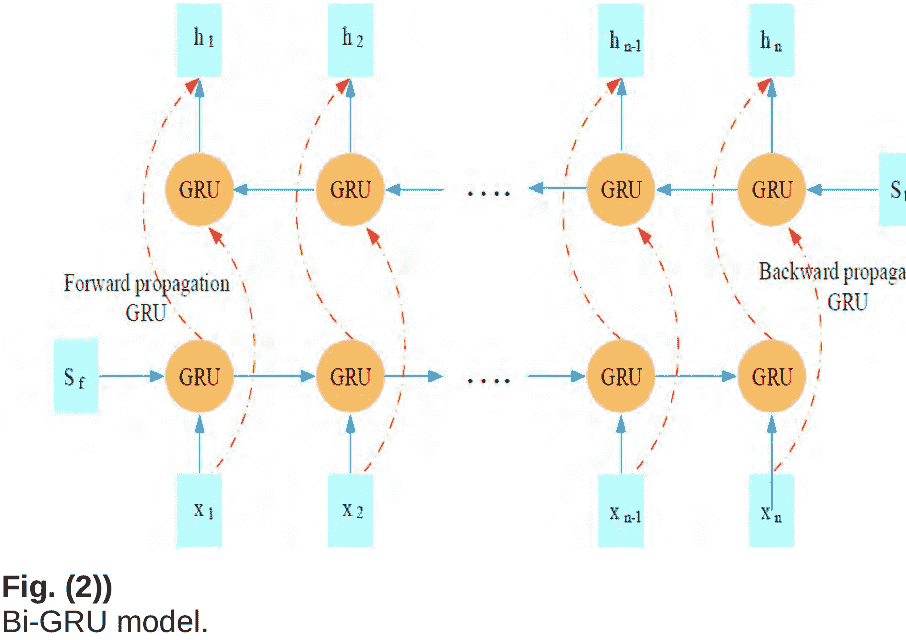 h 1 h 2 h n-1 h n
GRU GRU .... GRU GRU S
Forward propagation
GRU
Backward propaga
GRU
S f GRU GRU .... GRU GRU
x 1 x 2 x n-1 x n
Fig. (2))
Bi-GRU model.